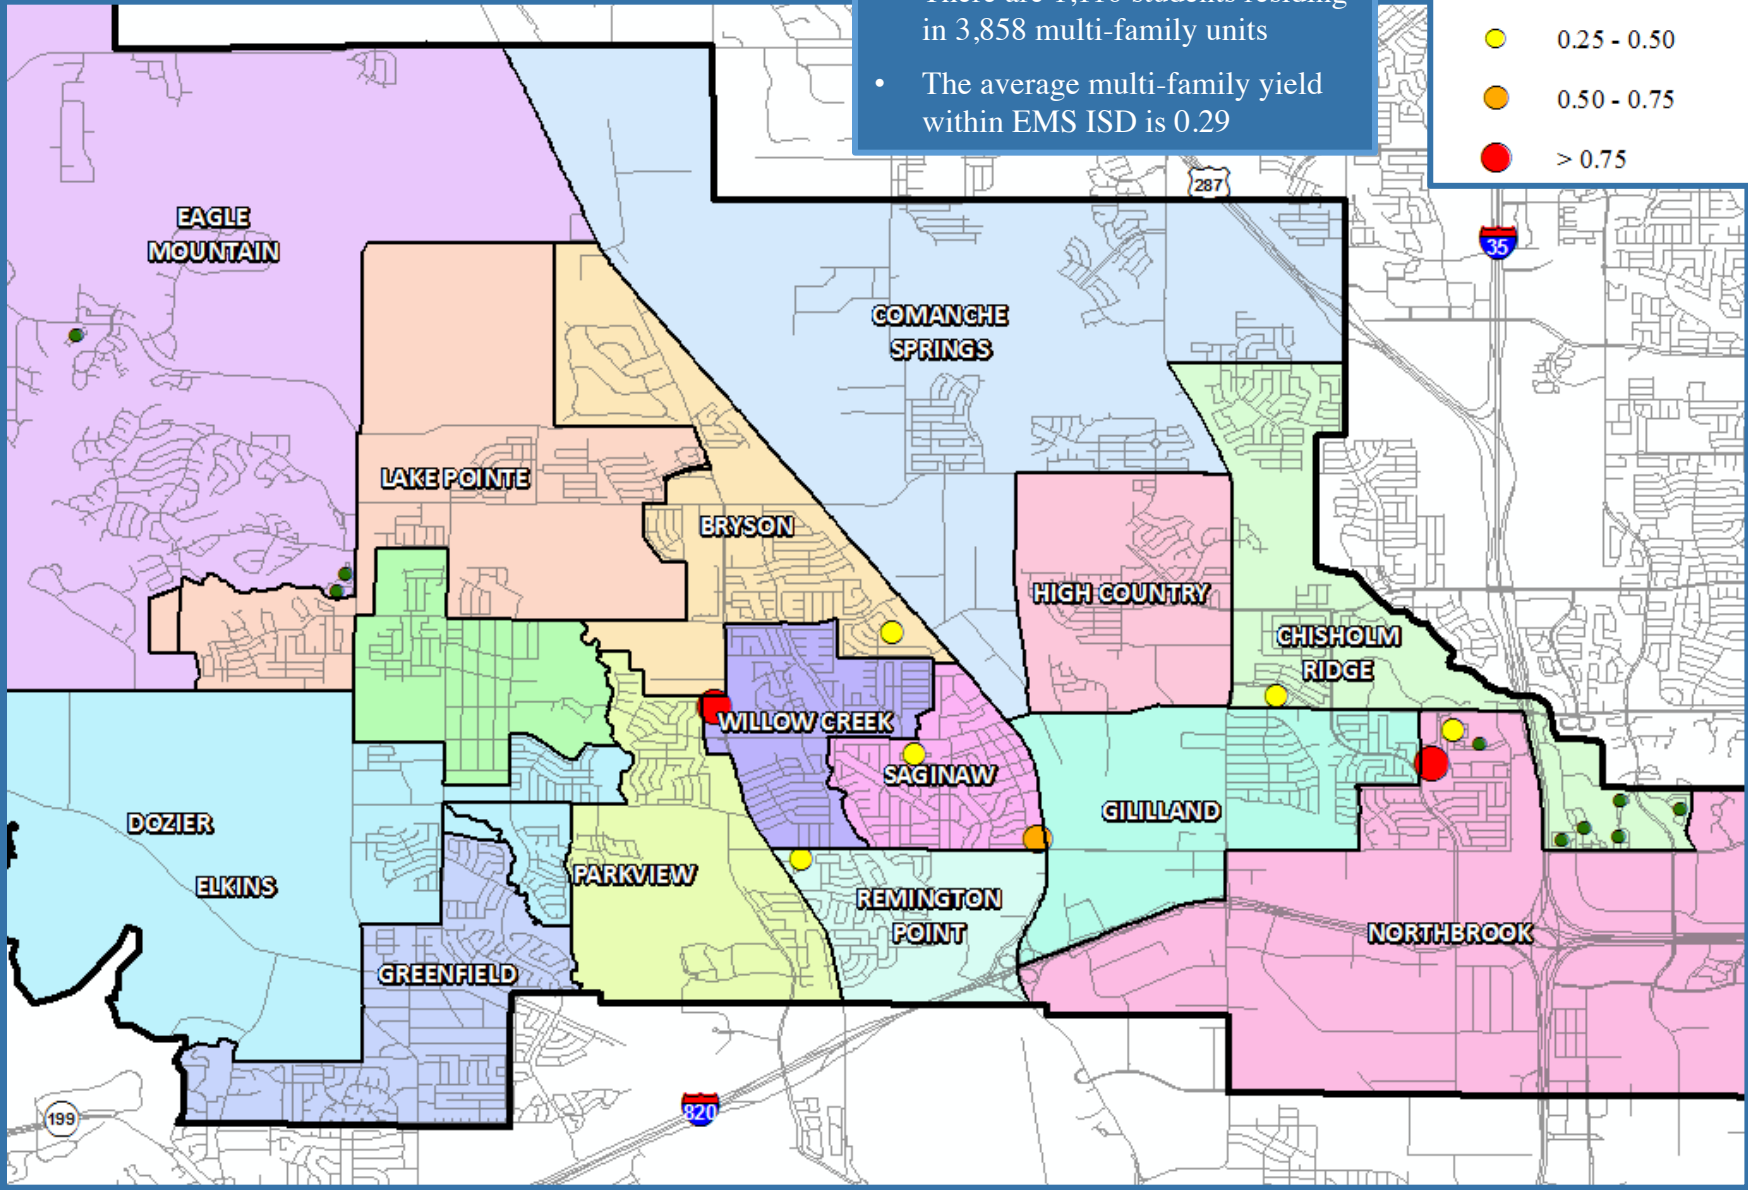 in 3,858 multi-family units
• The average multi-family yield
within EMS ISD is 0.29
0.25 - 0.50
0.50 - 0.75
> 0.75
287
35
EAGLE
MOUNTAIN
COMANCHE
SPRINGS
LAKE POINTE
BRYSON
HIGH COUNTRY
CHISHOLM
RIDGE
WILLOW CREEK
SAGINAW
GILILLAND
DOZIER
ELKINS
PARKVIEW
REMINGTON
POINT
NORTHBROOK
GREENFIELD
820
199